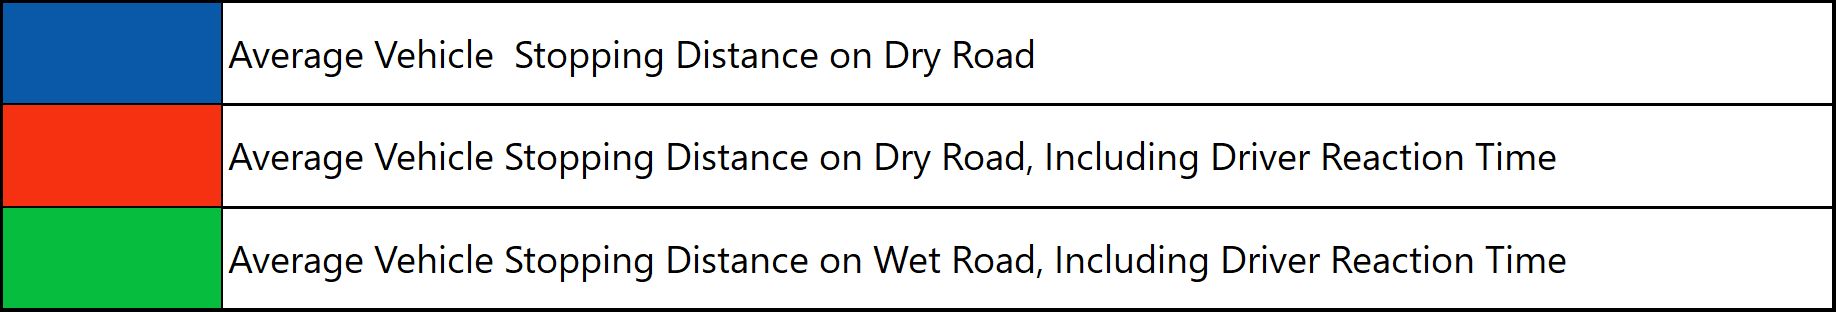 Average Vehicle  Stopping Distance on Dry Road
Average Vehicle Stopping Distance on Dry Road, Including Driver Reaction Time
Average Vehicle Stopping Distance on Wet Road, Including Driver Reaction Time